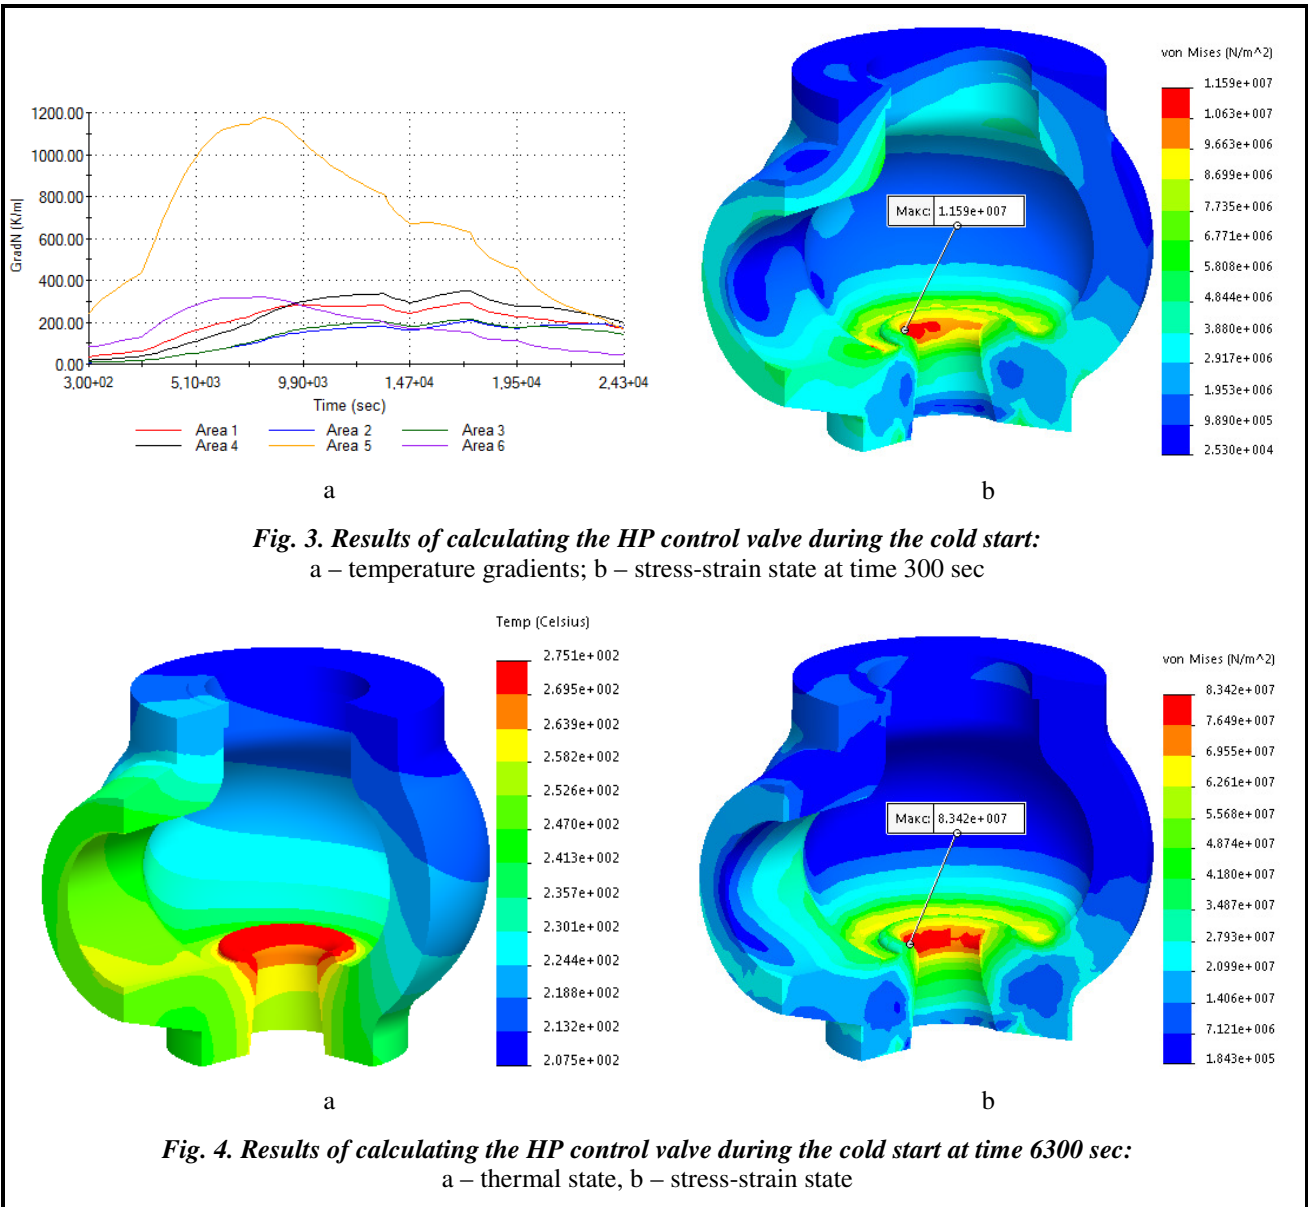 1200.00
1000.00
800.00
600.00
400.00
200.00
0.00
GradN (K/m|
3.00+02
5,10+03
9,90+03
1,47+04
1,95+04
2,43+04
Time (sec)
Area 1
Area 2
Area 3
Area 4
Area 5
Area 6
a
von Mises (N/m^2)
1.159e+007
1.063e+007
9.663e+006
8.699e+006
7.735e+006
6.771e+006
5.808e+006
4.844e+006
3.880e+006
2.917e+006
1.953e+006
9.890e+005
2.530e+004
Макс: 1.159e+007
b
Fig. 3. Results of calculating the HP control valve during the cold start:
a – temperature gradients; b – stress-strain state at time 300 sec
Temp (Celsius)
2.751e+002
2.695e+002
2.639e+002
2.582e+002
2.526e+002
2.470e+002
2.413e+002
2.357e+002
2.301e+002
2.244e+002
2.188e+002
2.132e+002
2.075e+002
a
von Mises (N/m^2)
8.342e+007
7.649e+007
6.955e+007
6.261e+007
5.568e+007
4.874e+007
4.180e+007
3.487e+007
2.793e+007
2.099e+007
1.406e+007
7.121e+006
1.843e+005
Макс: 8.342e+007
b
Fig. 4. Results of calculating the HP control valve during the cold start at time 6300 sec:
a – thermal state, b – stress-strain state